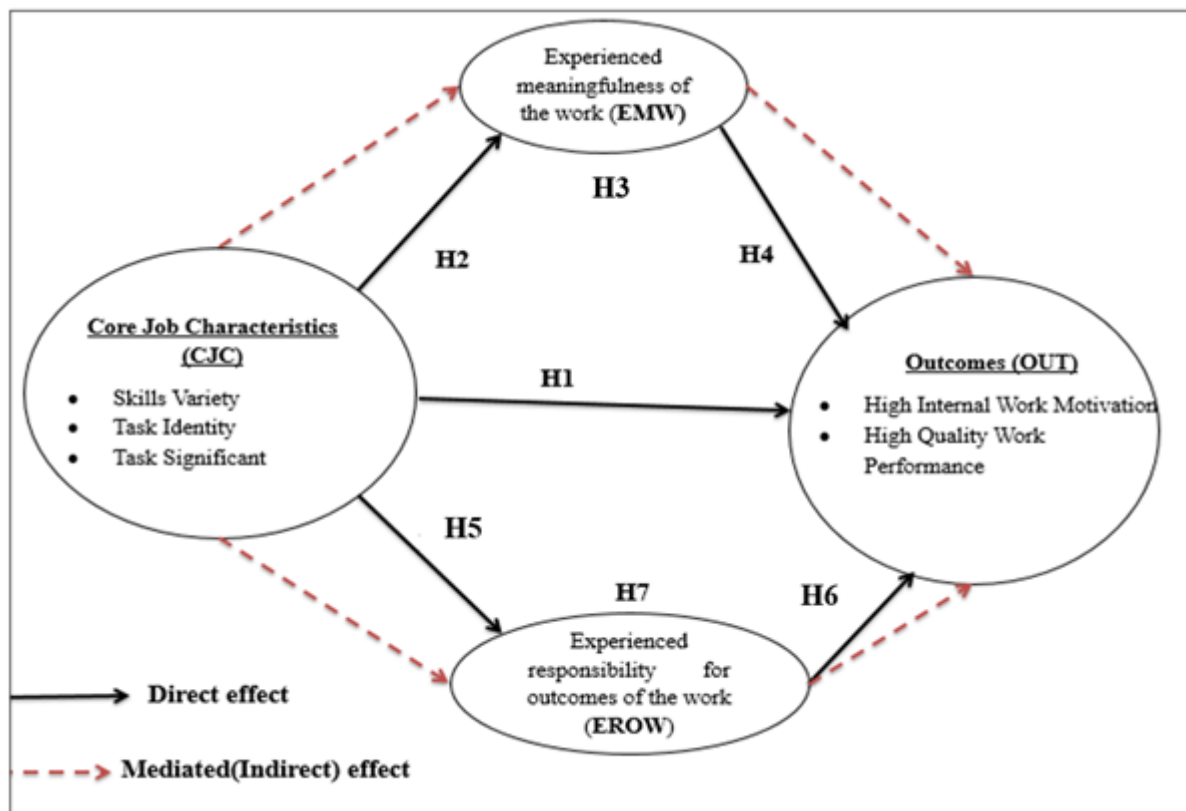 Experienced
meaningfulness of
the work (EMW)
H3
H2
H4
Core Job Characteristics
(CJC)
• Skills Variety
• Task Identity
• Task Significant
H1
Outcomes (OUT)
• High Internal Work Motivation
• High Quality Work
Performance
H5
H7
H6
Experienced
responsibility for
outcomes of the work
(EROW)
Direct effect
Mediated(Indirect) effect